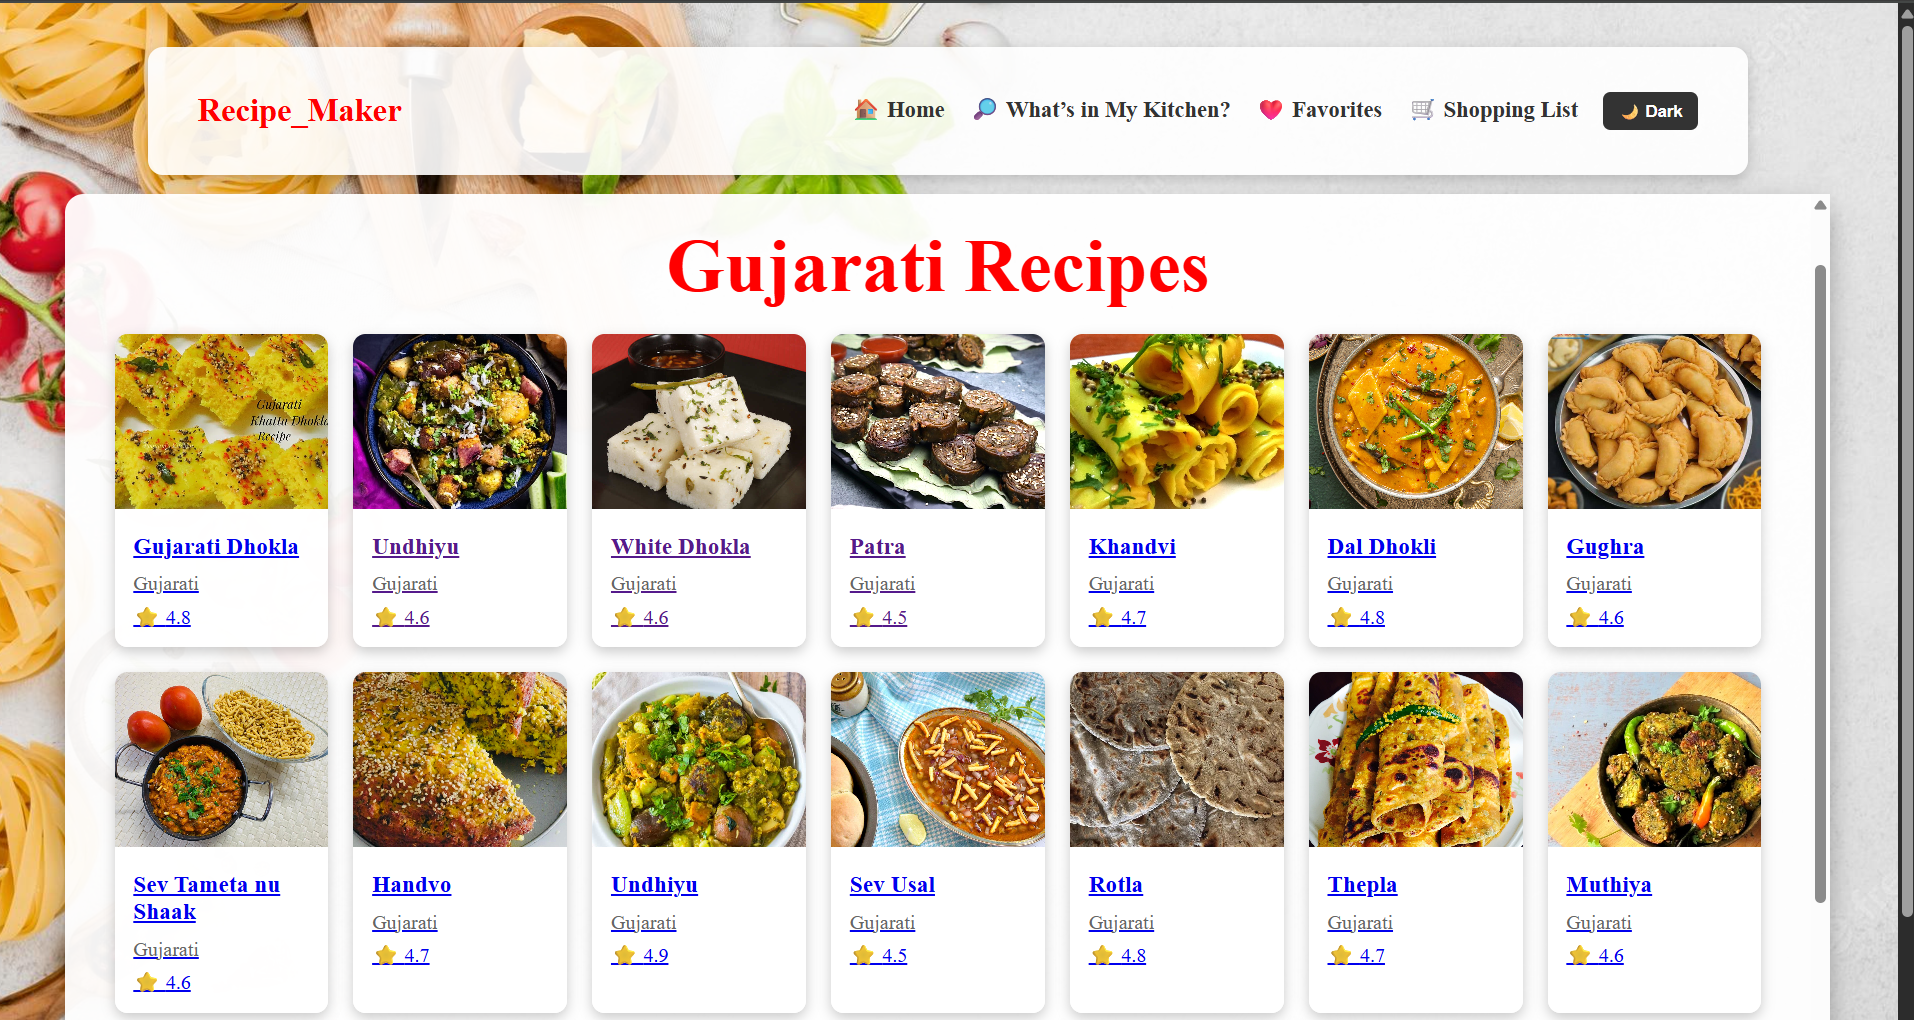 Recipe_Maker
🏠 Home 🔎 What's in My Kitchen? ❤️ Favorites 🛒 Shopping List 🌙 Dark
Gujarati Recipes
Gujarati
Khatta Dhokla
Recipe
Gujarati Dhokla
Gujarati
⭐ 4.8
Undhiyu
Gujarati
⭐ 4.6
White Dhokla
Gujarati
⭐ 4.6
Patra
Gujarati
⭐ 4.5
Khandvi
Gujarati
⭐ 4.7
Dal Dhokli
Gujarati
⭐ 4.8
Gughra
Gujarati
⭐ 4.6
Sev Tameta nu
Shaak
Gujarati
⭐ 4.6
Handvo
Gujarati
⭐ 4.7
Undhiyu
Gujarati
⭐ 4.9
Sev Usal
Gujarati
⭐ 4.5
Rotla
Gujarati
⭐ 4.8
Thepla
Gujarati
⭐ 4.7
Muthiya
Gujarati
⭐ 4.6